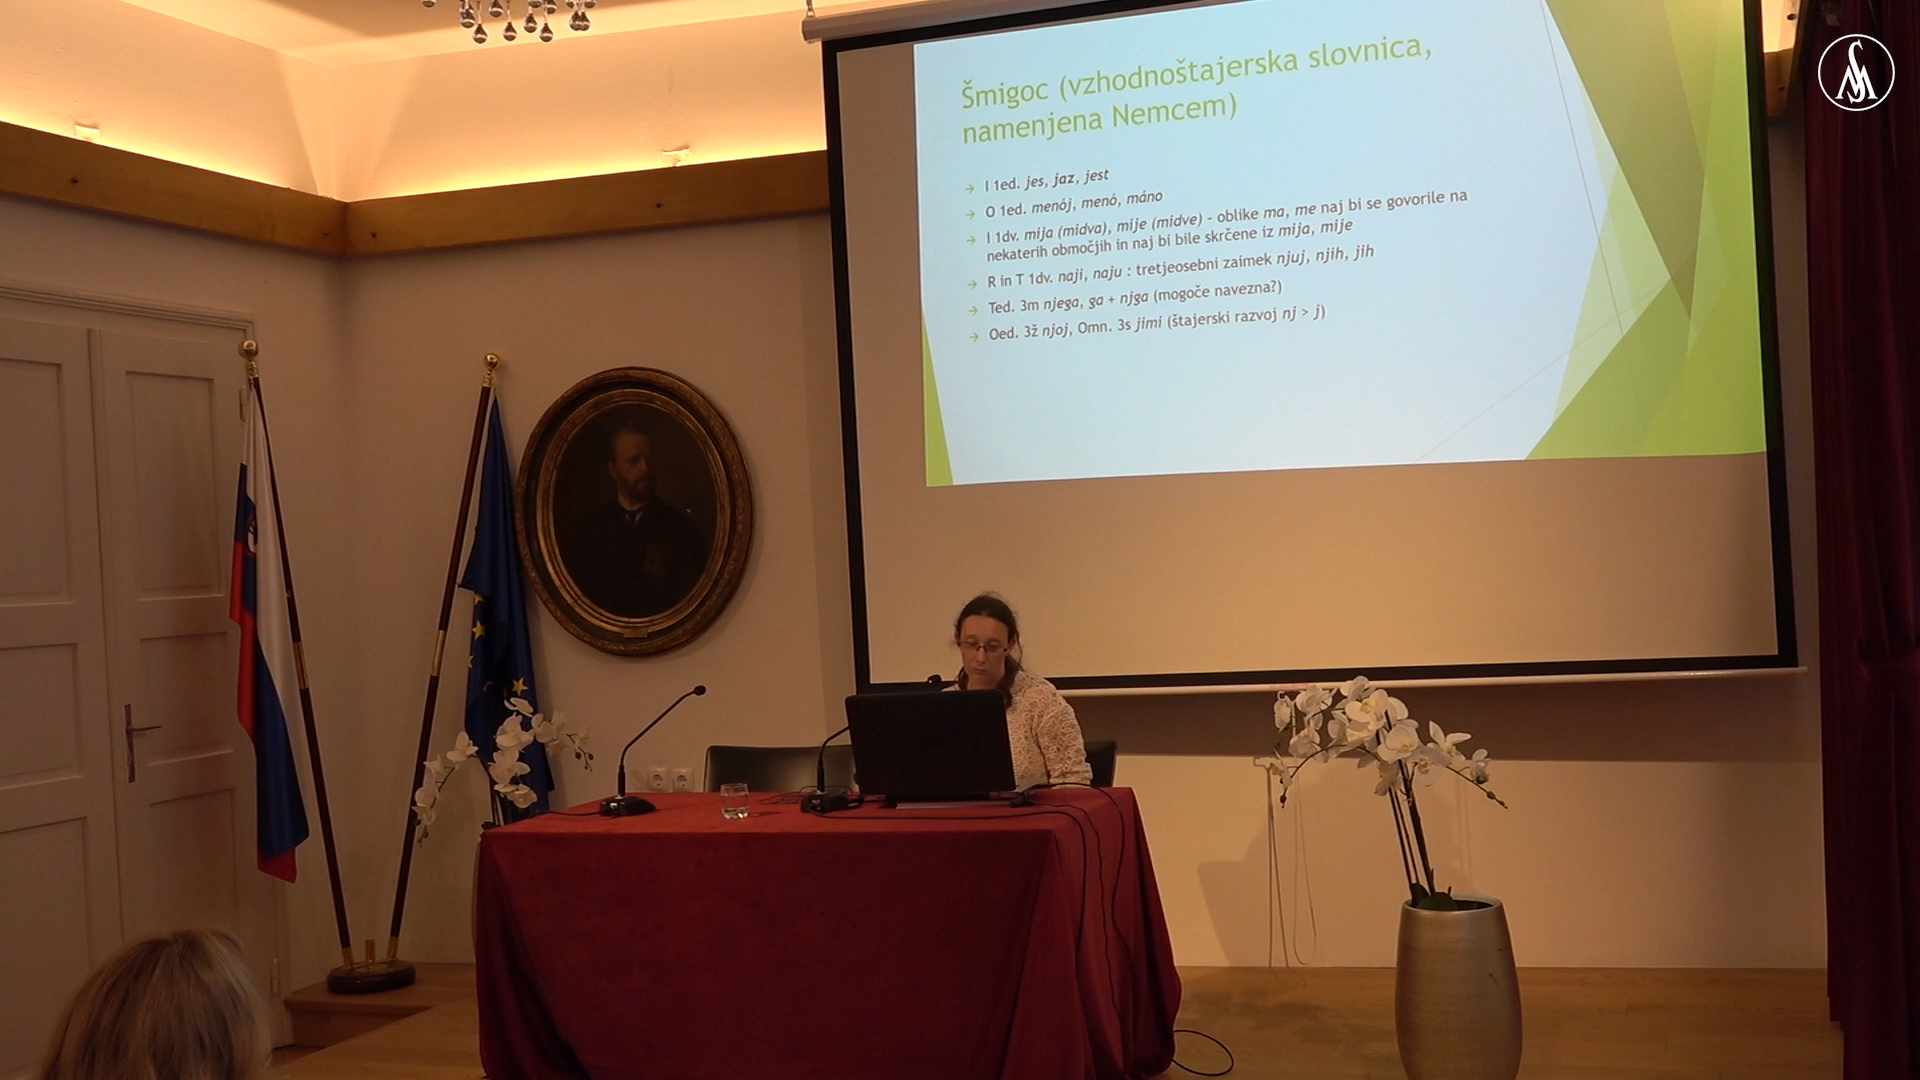 Šmigoc (vzhodnoštajerska slovnica,
namenjena Nemcem)
I 1ed. jes, jaz, jest
O 1ed. menój, menó, máno
I 1dv. mija (midva), mije (midve) - oblike ma, me naj bi se govorile na
nekaterih območjih in naj bi bile skrčene iz mija, mije
R in T 1dv. naji, naju : tretjeosebni zaimek njuj, njih, jih
Ted. 3m njega, ga + njga (mogoče navezna?)
Oed. 3ž njoj, Omn. 3s jimi (štajerski razvoj nj > j)